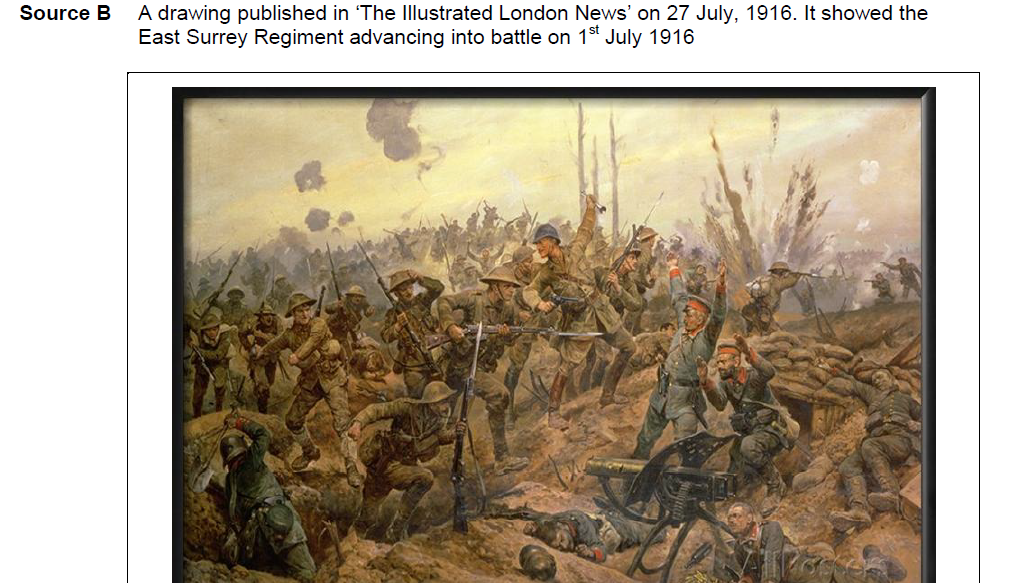 Source B A drawing published in ‘The Illustrated London News’ on 27 July, 1916. It showed the
East Surrey Regiment advancing into battle on 1st July 1916